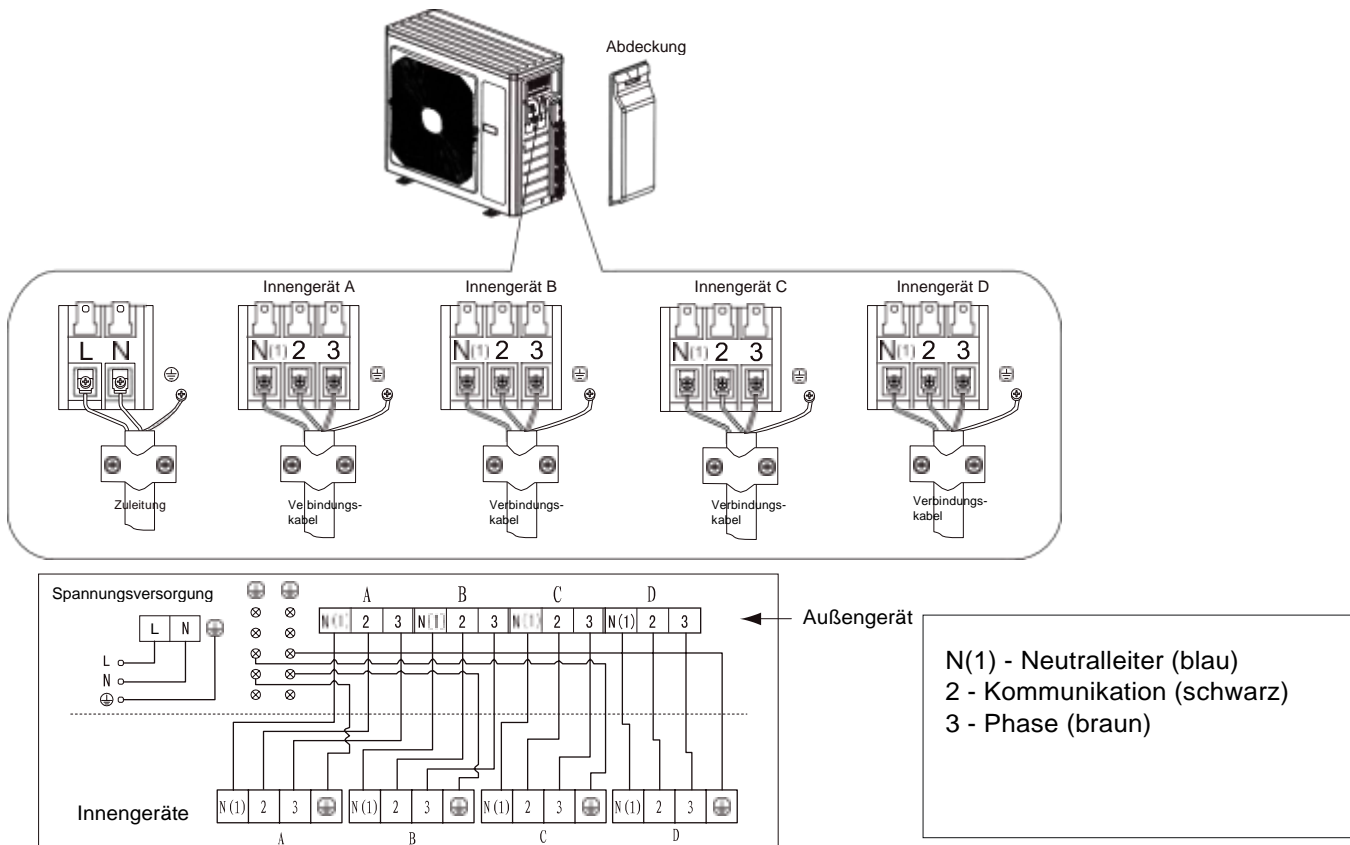 Abdeckung
Innengerät A Innengerät B Innengerät C Innengerät D
L N N(1) 2 3 N(1) 2 3 N(1) 2 3 N(1) 2 3
Zuleitung
Verbindungs-
kabel
Verbindungs-
kabel
Verbindungs-
kabel
Verbindungs-
kabel
Spannungsversorgung
L N
L
N
A B C D
N(1) 2 3 N(1) 2 3 N(1) 2 3 N(1) 2 3
Außengerät
Innengeräte
N(1) 2 3 N(1) 2 3 N(1) 2 3 N(1) 2 3
A B C D
N(1) - Neutralleiter (blau)
2 - Kommunikation (schwarz)
3 - Phase (braun)